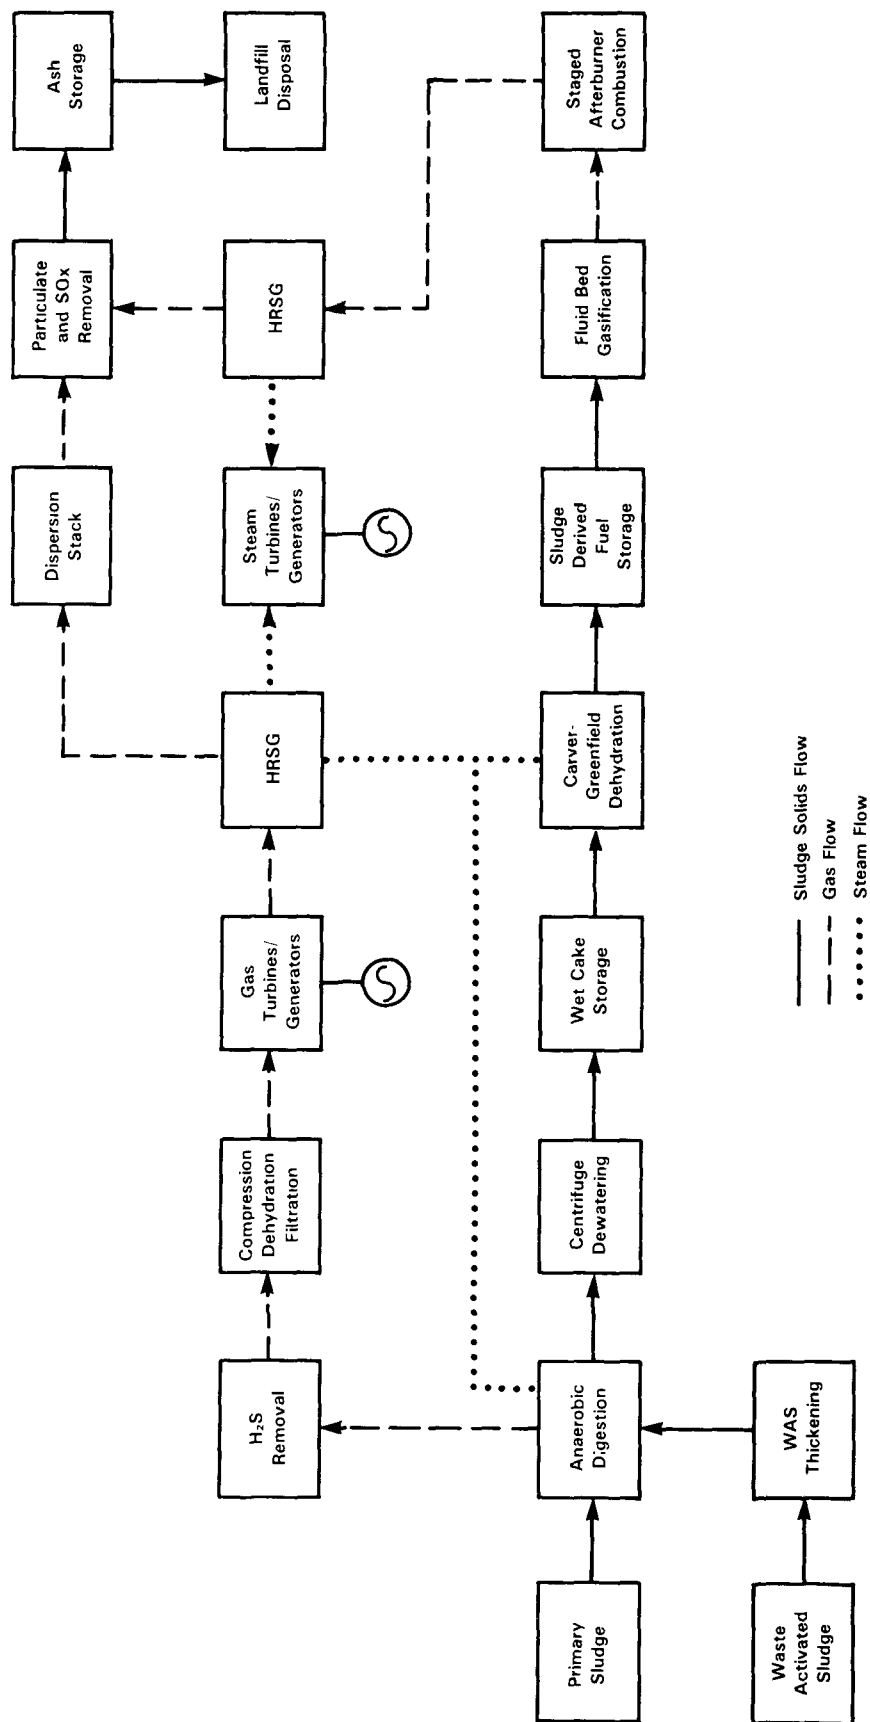 Ash
Storage
Landfill
Disposal
Particulate
and SOx
Removal
HRSG
Staged
Afterburner
Combustion
Fluid Bed
Gasification
Dispersion
Stack
Steam
Turbines/
Generators
Sludge
Derived
Fuel
Storage
HRSG
Carver-
Greenfield
Dehydration
Gas
Turbines/
Generators
Wet Cake
Storage
Compression
Dehydration
Filtration
Centrifuge
Dewatering
H₂S
Removal
Anaerobic
Digestion
WAS
Thickening
Primary
Sludge
Waste
Activated
Sludge
Sludge Solids Flow
Gas Flow
Steam Flow